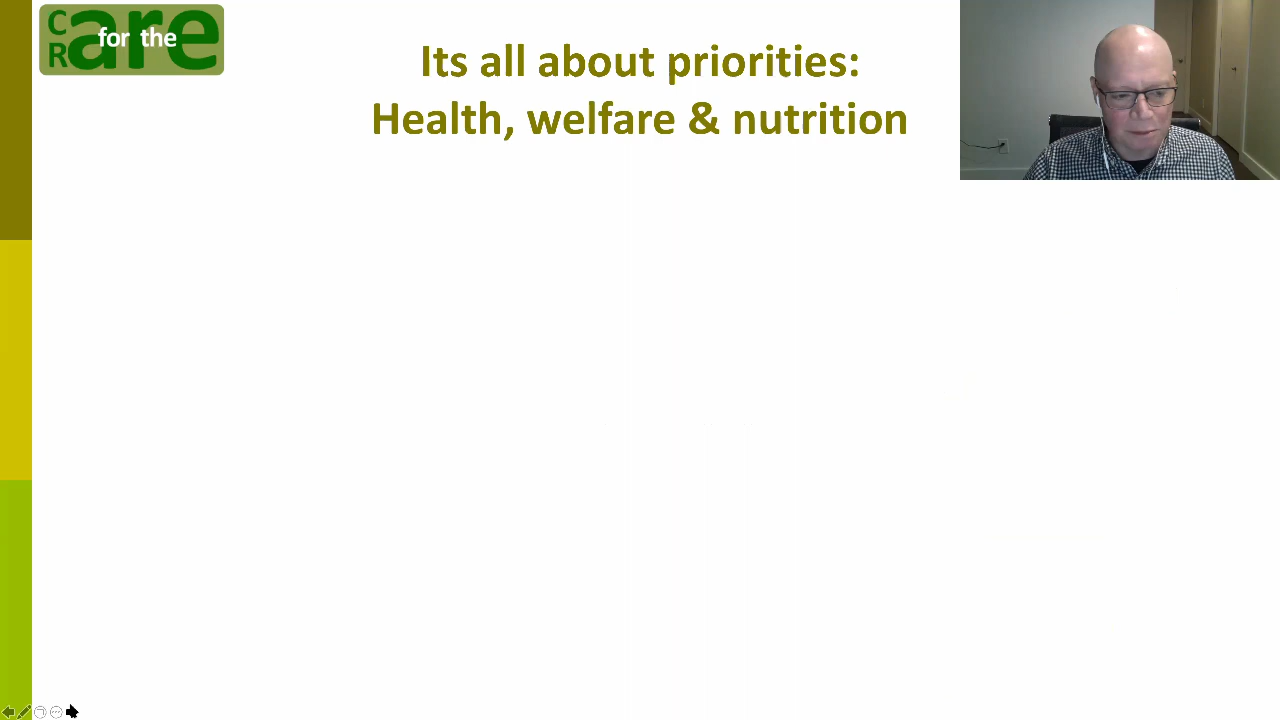 C
R
are
for the
Its all about priorities:
Health, welfare & nutrition